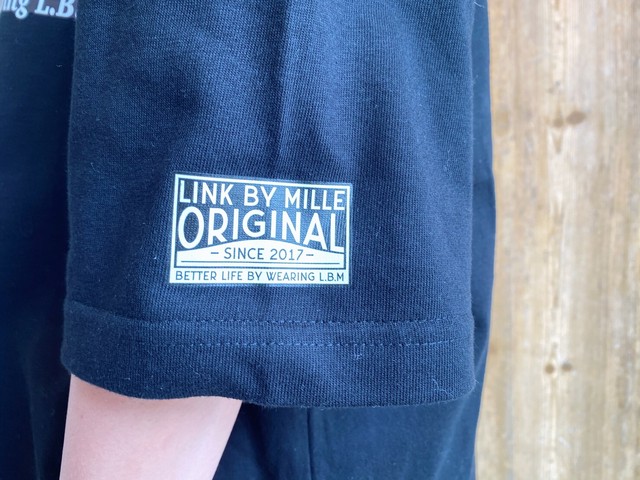 L.B.
LINK BY MILLE
ORIGINAL
- SINCE 2017 -
BETTER LIFE BY WEARING L.B.M